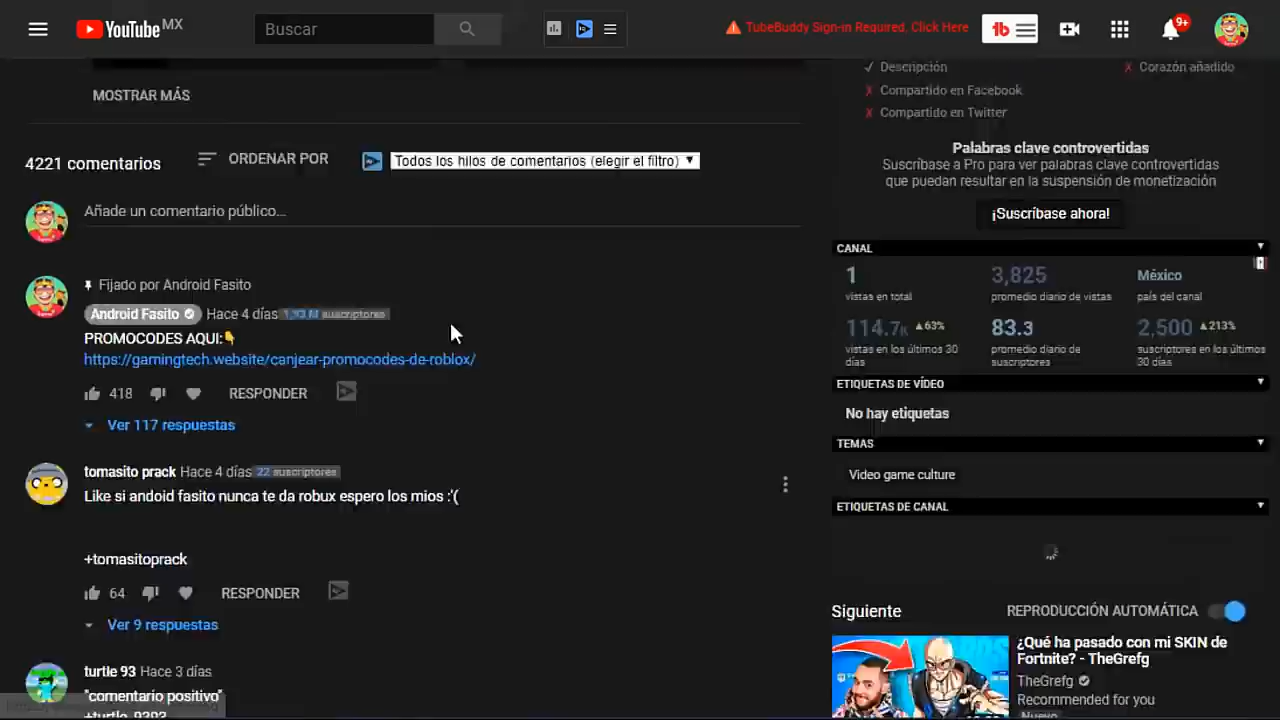 YouTube MX
Buscar
TubeBuddy Sign-in Required, Click Here
tb
9+
MOSTRAR MÁS
4221 comentarios
ORDENAR POR
Todos los hilos de comentarios (elegir el filtro)
Añade un comentario público...
Fijado por Android Fasito
Android Fasito Hace 4 días suscriptores
PROMOCODES AQUI:👇
https://gamingtech.website/canjear-promocodes-de-roblox/
418 RESPONDER
Ver 117 respuestas
tomasito prack Hace 4 días 22 suscriptores
Like si andoid fasito nunca te da robux espero los mios :'(
+tomasitoprack
64 RESPONDER
Ver 9 respuestas
turtle 93 Hace 3 días
*comentario positivo*
✓ Descripción
✗ Corazón añadido
✗ Compartido en Facebook
✗ Compartido en Twitter
Palabras clave controvertidas
Suscríbase a Pro para ver palabras clave controvertidas
que puedan resultar en la suspensión de monetización
¡Suscríbase ahora!
CANAL
1
vistas en total
3,825
promedio diario de vistas
México
país del canal
114.7K ▲63%
vistas en los últimos 30
días
83.3
promedio diario de
suscriptores
2,500 ▲213%
suscriptores en los últimos
30 días
ETIQUETAS DE VÍDEO
No hay etiquetas
TEMAS
Video game culture
ETIQUETAS DE CANAL
Siguiente
REPRODUCCIÓN AUTOMÁTICA
¿Qué ha pasado con mi SKIN de
Fortnite? - TheGrefg
TheGrefg
Recommended for you
Nuevo